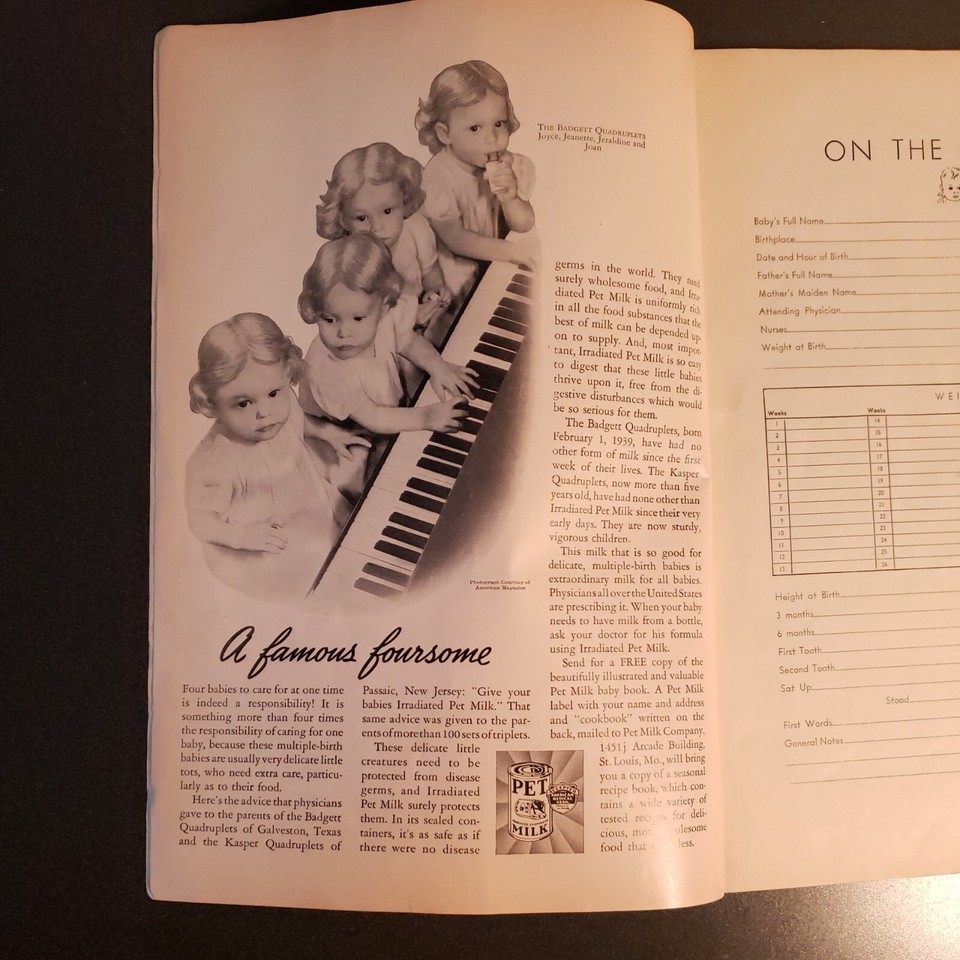 THE BADGETT QUADRUPLETS
Joyce, Jeanette, Jeraldine and
Joan
Photograph Courtesy of
American Magazine
A famous foursome
Four babies to care for at one time
is indeed a responsibility! It is
something more than four times
the responsibility of caring for one
baby, because these multiple-birth
babies are usually very delicate little
tots, who need extra care, particu-
larly as to their food.
Here's the advice that physicians
gave to the parents of the Badgett
Quadruplets of Galveston, Texas
and the Kasper Quadruplets of
Passaic, New Jersey: "Give your
babies Irradiated Pet Milk." That
same advice was given to the par-
ents of more than 100 sets of triplets.
These delicate little
creatures need to be
protected from disease
germs, and Irradiated
Pet Milk surely protects
them. In its sealed con-
tainers, it's as safe as if
there were no disease
germs in the world. They need
surely wholesome food, and Irra-
diated Pet Milk is uniformly rich
in all the food substances that the
best of milk can be depended up-
on to supply. And, most impor-
tant, Irradiated Pet Milk is so easy
to digest that these little babies
thrive upon it, free from the di-
gestive disturbances which would
be so serious for them.
The Badgett Quadruplets, born
February 1, 1939, have had no
other form of milk since the first
week of their lives. The Kasper
Quadruplets, now more than five
years old, have had none other than
Irradiated Pet Milk since their very
early days. They are now sturdy,
vigorous children.
This milk that is so good for
delicate, multiple-birth babies is
extraordinary milk for all babies.
Physicians all over the United States
are prescribing it. When your baby
needs to have milk from a bottle,
ask your doctor for his formula
using Irradiated Pet Milk.
Send for a FREE copy of the
beautifully illustrated and valuable
Pet Milk baby book. A Pet Milk
label with your name and address
and "cookbook" written on the
back, mailed to Pet Milk Company,
1451j Arcade Building,
St. Louis, Mo., will bring
you a copy of a seasonal
recipe book, which con-
tains a wide variety of
tested for deli-
cious,
food that
PET
MILK
ON THE
Baby's Full Name
Birthplace
Date and Hour of Birth
Father's Full Name
Mother's Maiden Name
Attending Physician
Nurses
Weight at Birth
WEI
Weeks Weeks
1 14
2 15
3 16
4 17
5 18
6 19
7 20
8 21
9 22
10 23
11 24
12 25
13 26
Height at Birth
3 months
6 months
First Tooth
Second Tooth
Sat Up
Stood
First Words
General Notes